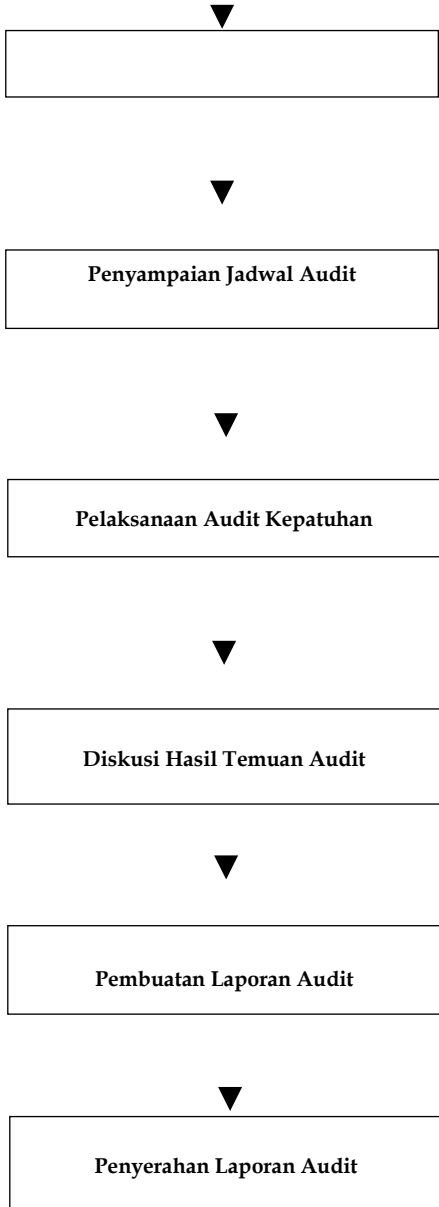 Penyampaian Jadwal Audit
Pelaksanaan Audit Kepatuhan
Diskusi Hasil Temuan Audit
Pembuatan Laporan Audit
Penyerahan Laporan Audit